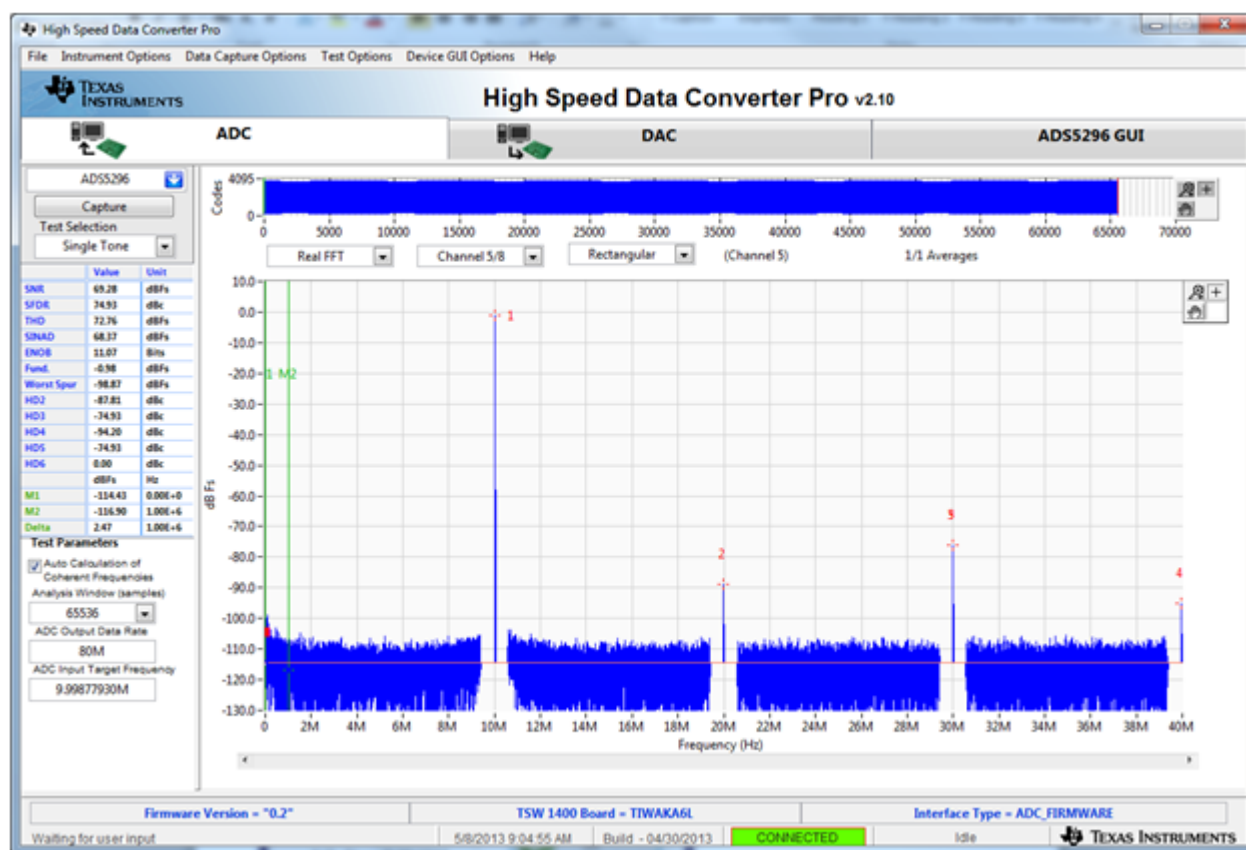 High Speed Data Converter Pro
File Instrument Options Data Capture Options Test Options Device GUI Options Help
TEXAS INSTRUMENTS
High Speed Data Converter Pro v2.10
ADC DAC ADS5296 GUI
ADS5296
Capture
Test Selection
Single Tone
Value Unit
SNR 69.28 dBFs
SFDR 74.93 dBc
THD 72.76 dBFs
SINAD 68.37 dBFs
ENOB 11.07 Bits
Fund. -0.98 dBFs
Worst Spur -98.87 dBFs
HD2 -87.81 dBc
HD3 -74.93 dBc
HD4 -94.20 dBc
HD5 -74.93 dBc
HD6 0.00 dBc
dBFs Hz
M1 -114.43 0.00E+0
M2 -116.90 1.00E+6
Delta 2.47 1.00E+6
Test Parameters
Auto Calculation of
Coherent Frequencies
Analysis Window (samples)
65536
ADC Output Data Rate
80M
ADC Input Target Frequency
9.99877930M
Codes
4095
0
0 5000 10000 15000 20000 25000 30000 35000 40000 45000 50000 55000 60000 65000 70000
Real FFT Channel 5/8 Rectangular (Channel 5) 1/1 Averages
dB Fs
10.0
0.0
-10.0
-20.0
-30.0
-40.0
-50.0
-60.0
-70.0
-80.0
-90.0
-100.0
-110.0
-120.0
-130.0
1 M2
1
2
4
0 2M 4M 6M 8M 10M 12M 14M 16M 18M 20M 22M 24M 26M 28M 30M 32M 34M 36M 38M 40M
Frequency (Hz)
Firmware Version = "0.2" TSW 1400 Board = TIWAKA6L Interface Type = ADC_FIRMWARE
Waiting for user input 5/8/2013 9:04:55 AM Build - 04/30/2013 CONNECTED Idle TEXAS INSTRUMENTS